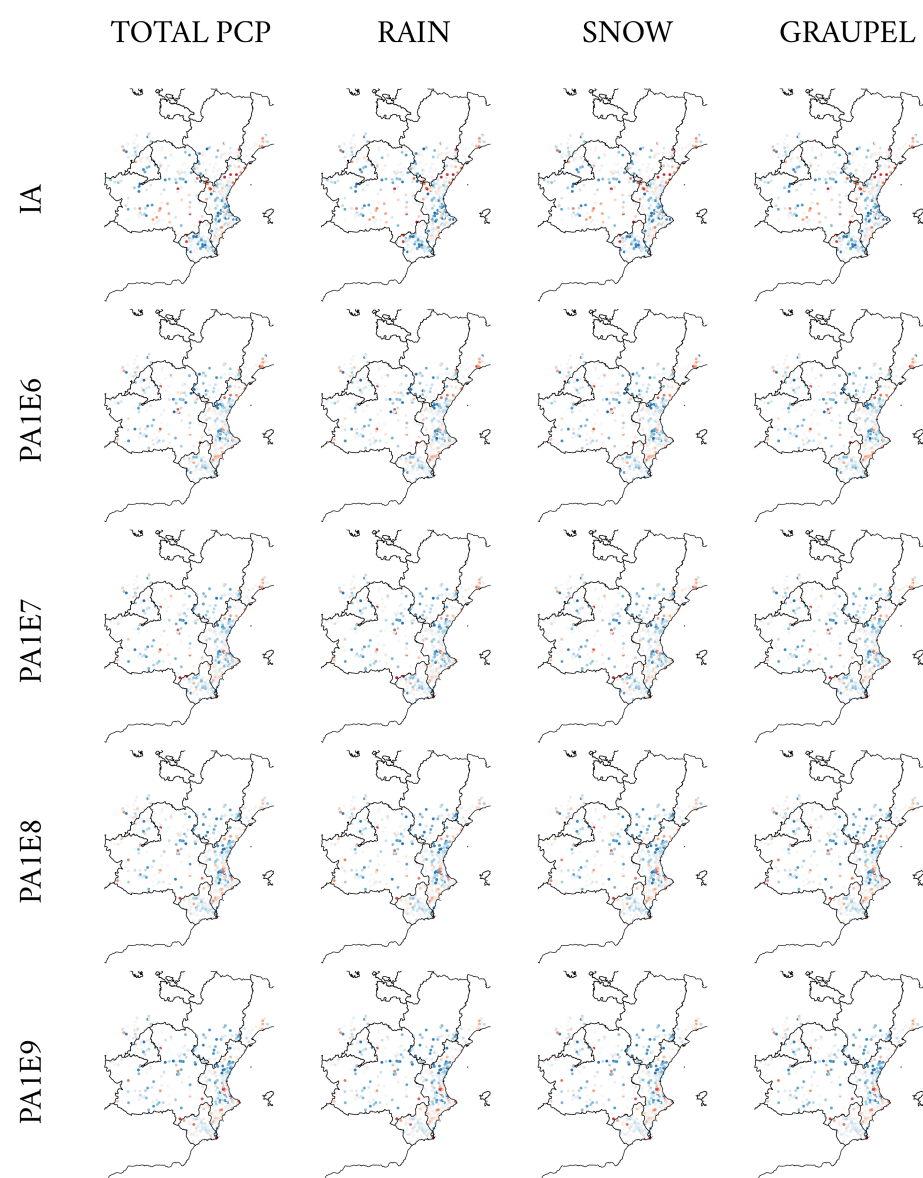 TOTAL PCP RAIN SNOW GRAUPEL
IA
PA1E6
PA1E7
PA1E8
PA1E9